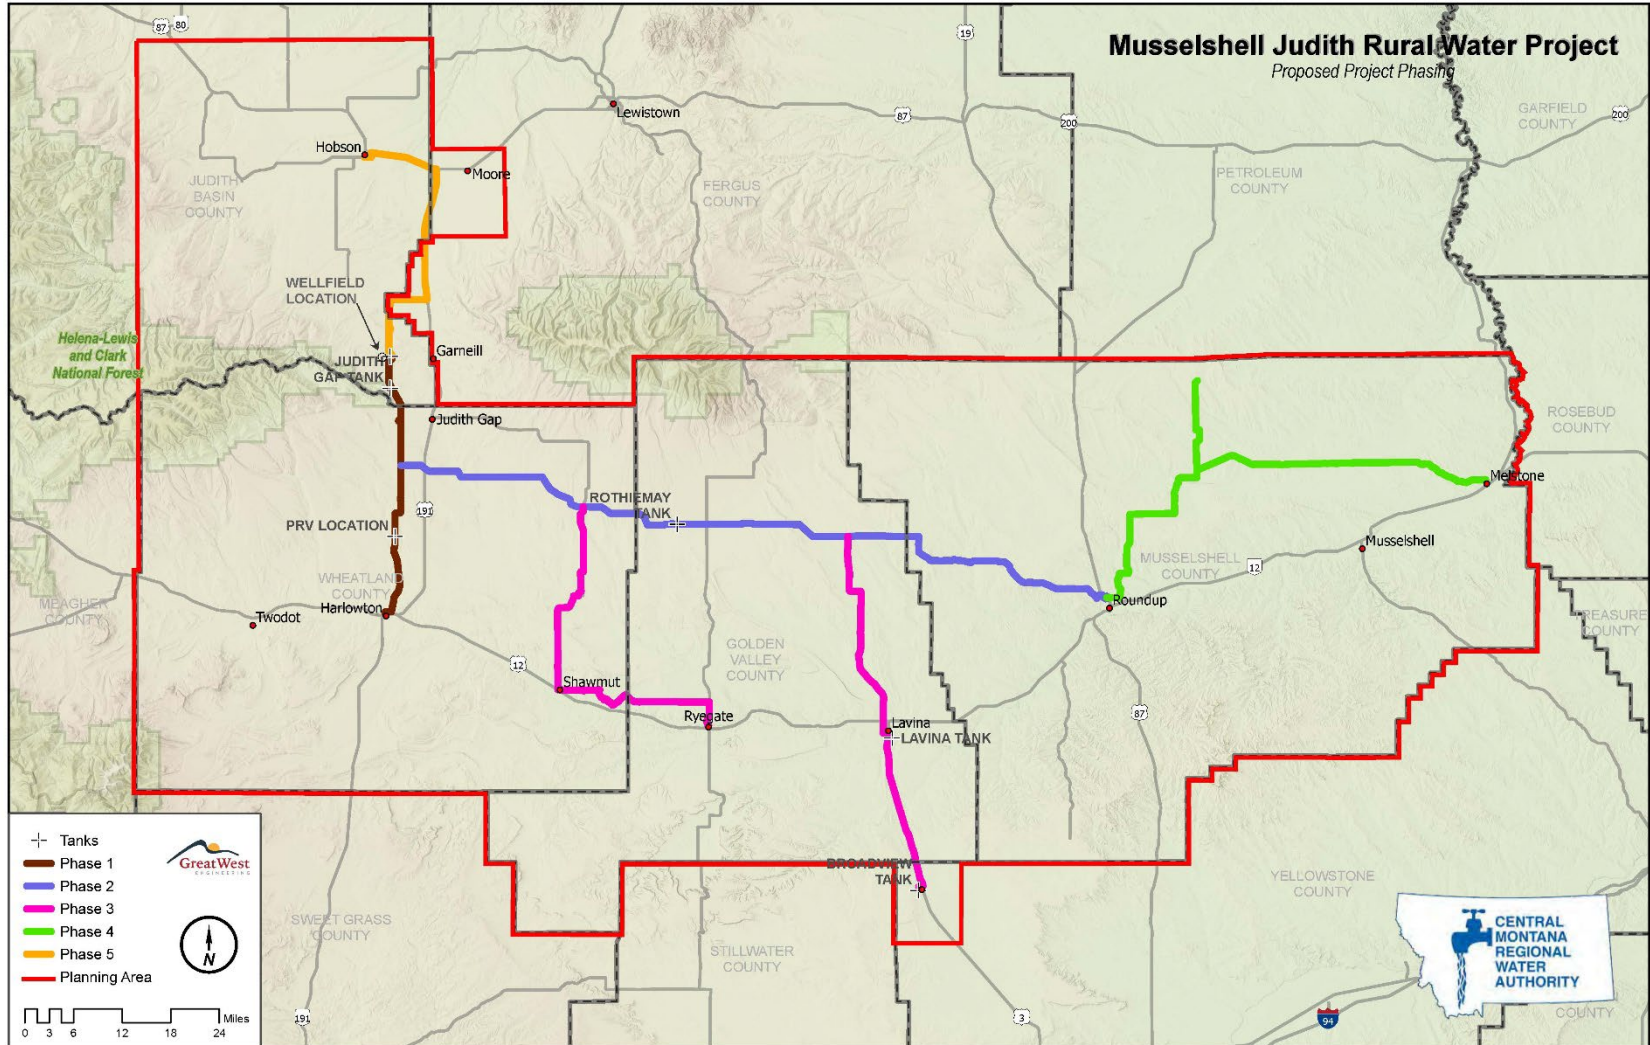 Musselshell Judith Rural Water Project
Proposed Project Phasing
87
80
19
Lewistown
87
200
GARFIELD
COUNTY
200
Hobson
Moore
JUDITH
BASIN
COUNTY
FERGUS
COUNTY
PETROLEUM
COUNTY
WELLFIELD
LOCATION
Helena-Lewis
and Clark
National Forest
Garneill
JUDITH
GAP TANK
Judith Gap
ROSEBUD
COUNTY
Melstone
191
ROTHIEMAY
TANK
PRV LOCATION
Musselshell
MUSSELSHELL
COUNTY
12
WHEATLAND
COUNTY
MEAGHER
COUNTY
Harlowton
Twodot
Roundup
TREASURE
COUNTY
GOLDEN
VALLEY
COUNTY
12
Shawmut
Ryegate
Lavina
LAVINA TANK
87
BROADVIEW
TANK
YELLOWSTONE
COUNTY
SWEET GRASS
COUNTY
STILLWATER
COUNTY
191
3
94
COUNTY
Tanks
Phase 1
Phase 2
Phase 3
Phase 4
Phase 5
Planning Area
GreatWest
ENGINEERING
N
Miles
0 3 6 12 18 24
CENTRAL
MONTANA
REGIONAL
WATER
AUTHORITY